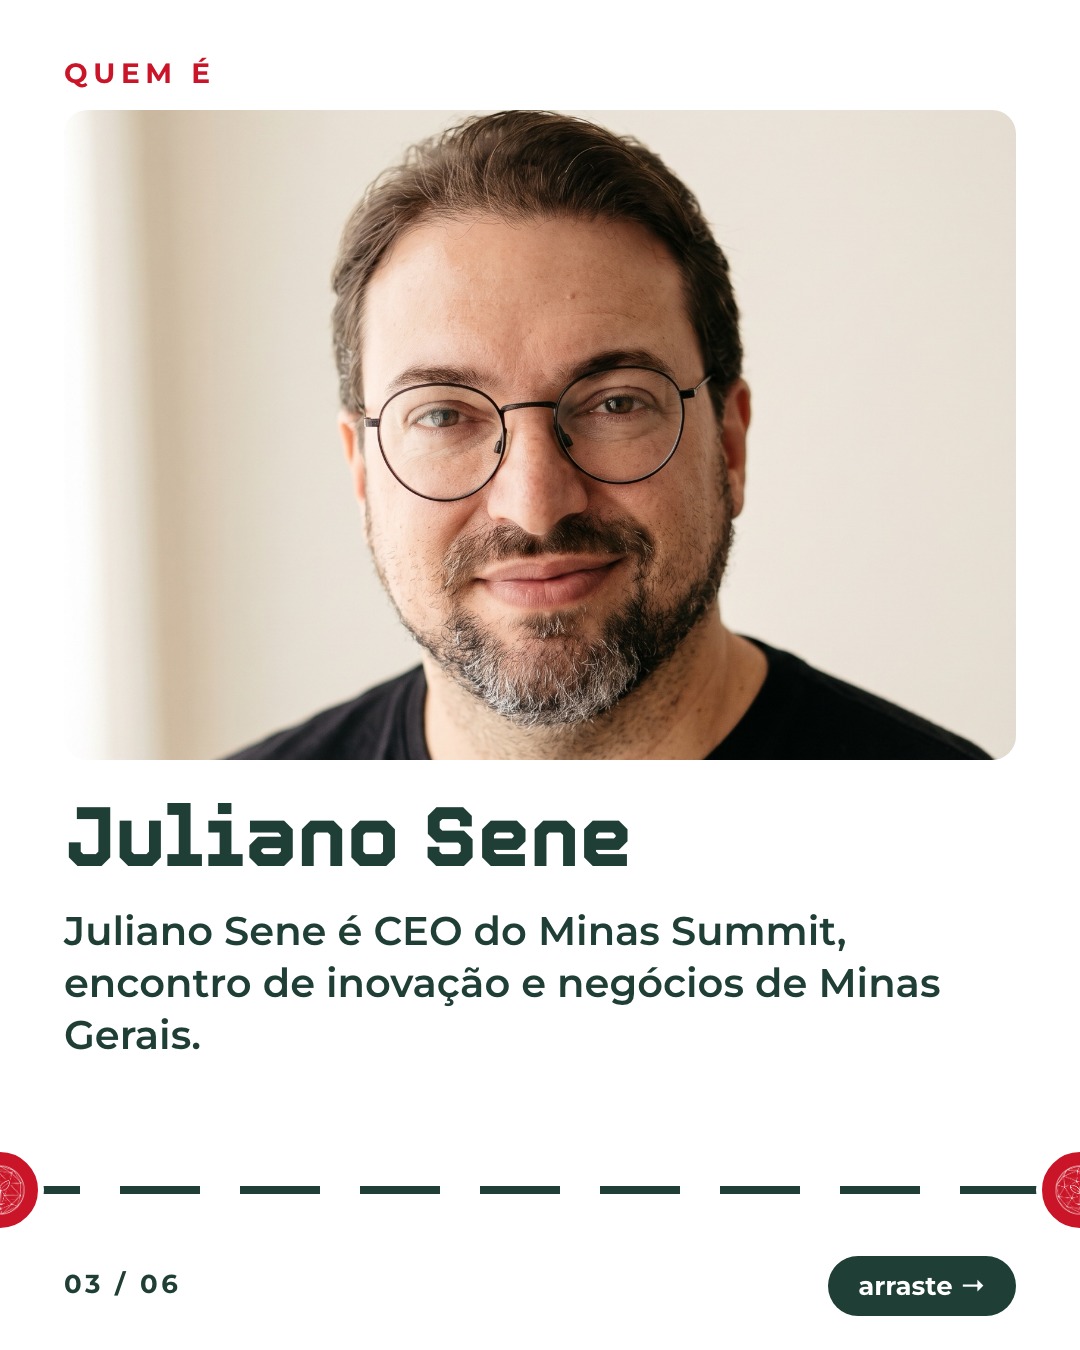 QUEM É
Juliano Sene
Juliano Sene é CEO do Minas Summit,
encontro de inovação e negócios de Minas
Gerais.
03 / 06
arraste →